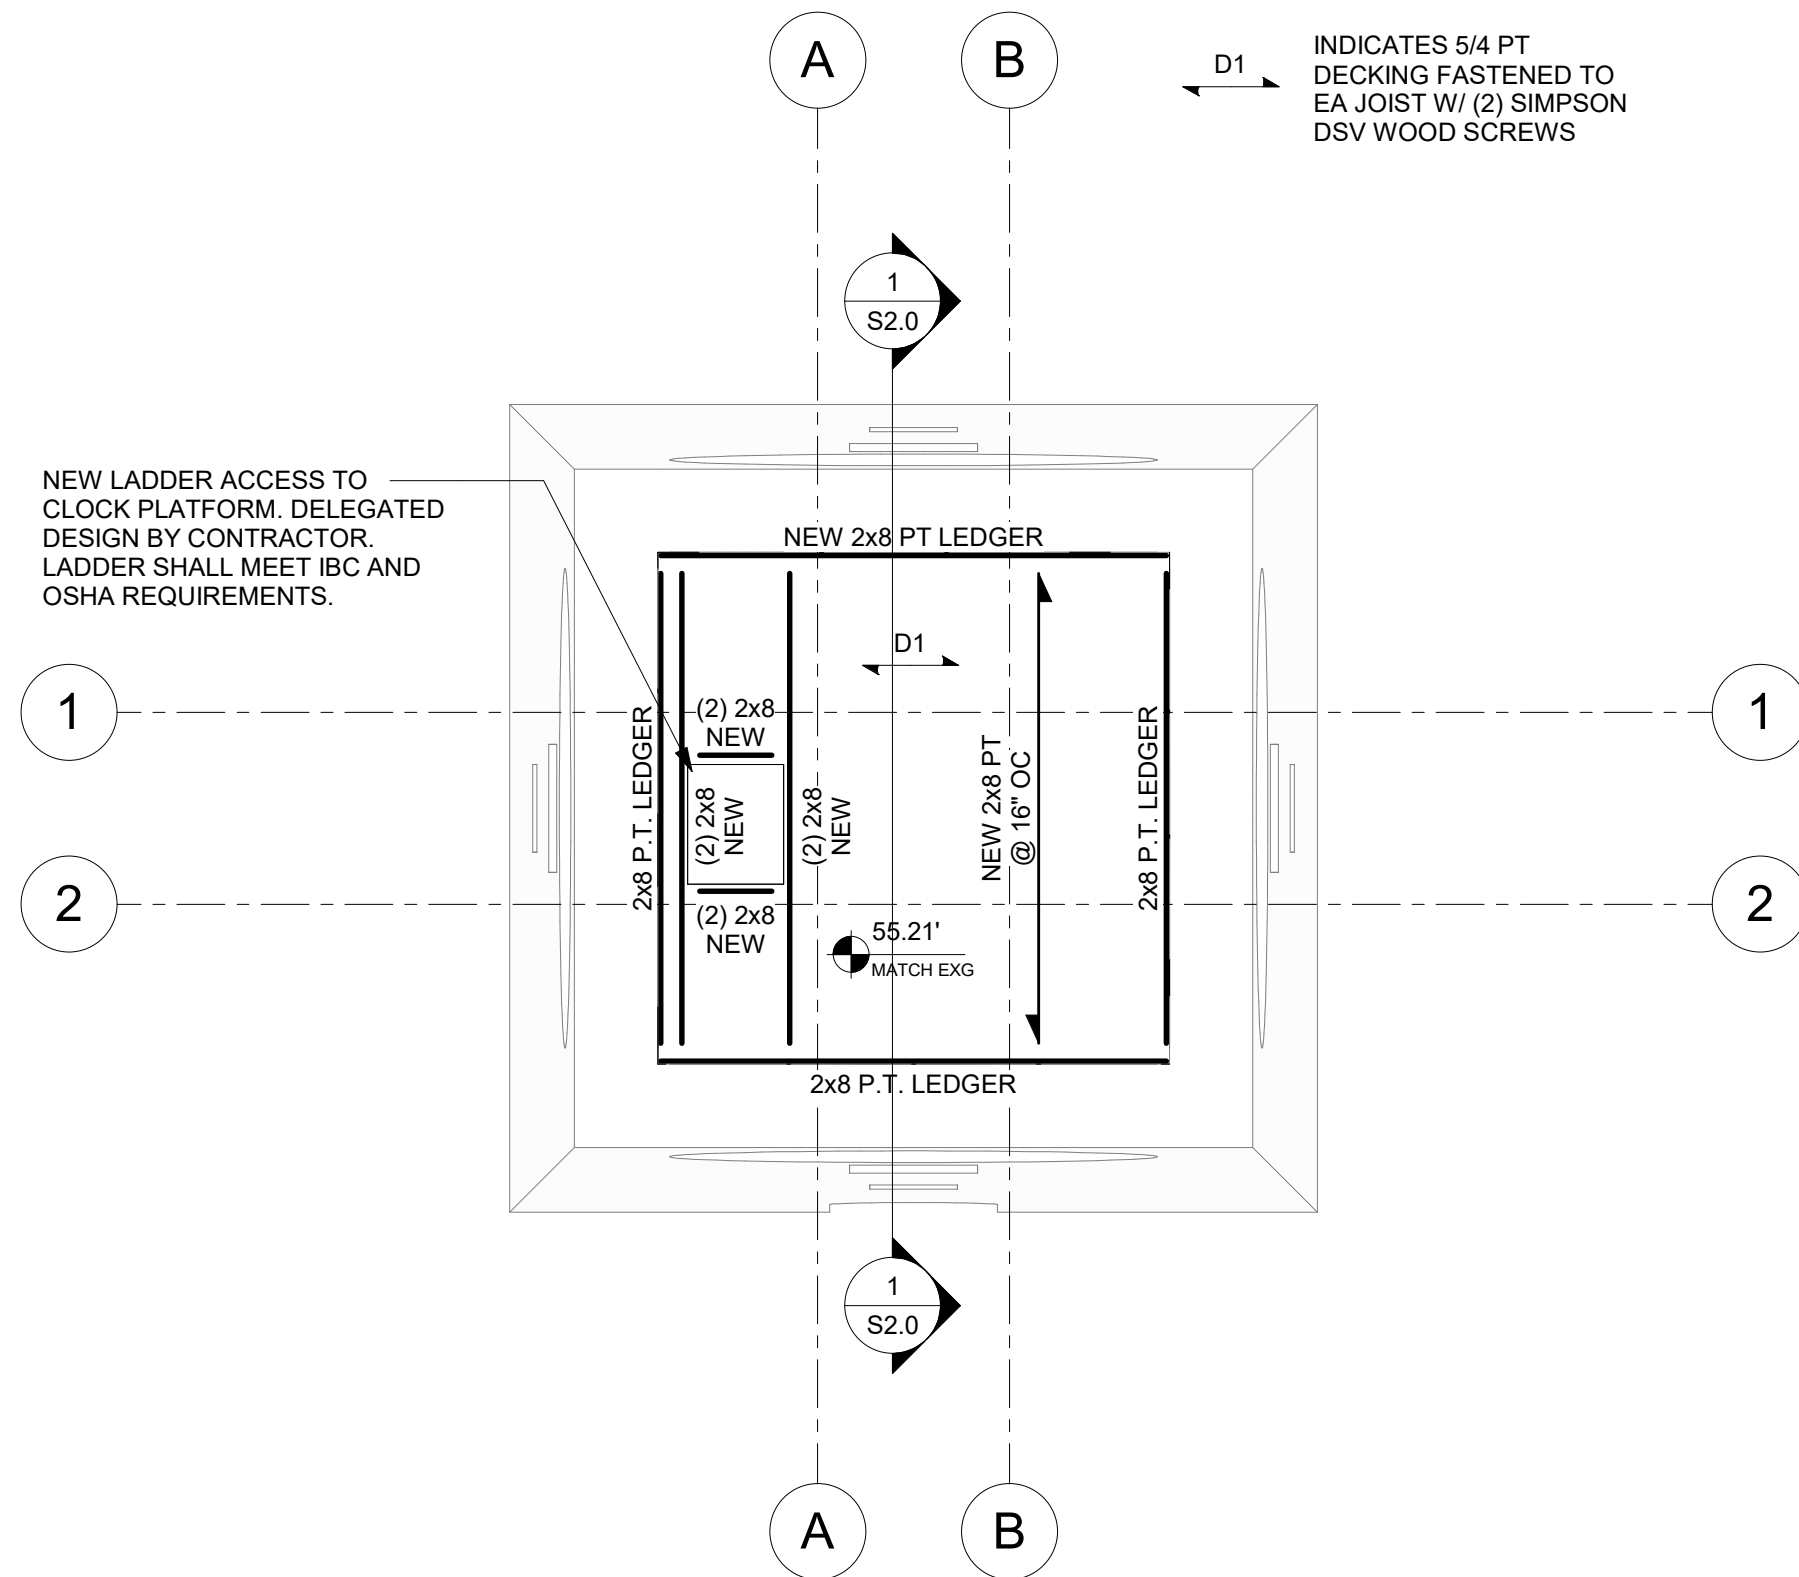 A
B
D1
INDICATES 5/4 PT
DECKING FASTENED TO
EA JOIST W/ (2) SIMPSON
DSV WOOD SCREWS
1
S2.0
NEW LADDER ACCESS TO
CLOCK PLATFORM. DELEGATED
DESIGN BY CONTRACTOR.
LADDER SHALL MEET IBC AND
OSHA REQUIREMENTS.
NEW 2x8 PT LEDGER
D1
1
(2) 2x8
NEW
1
2x8 P.T. LEDGER
(2) 2x8
NEW
(2) 2x8
NEW
NEW 2x8 PT
@ 16" OC
2x8 P.T. LEDGER
2
(2) 2x8
NEW
2
55.21'
MATCH EXG
2x8 P.T. LEDGER
1
S2.0
A
B